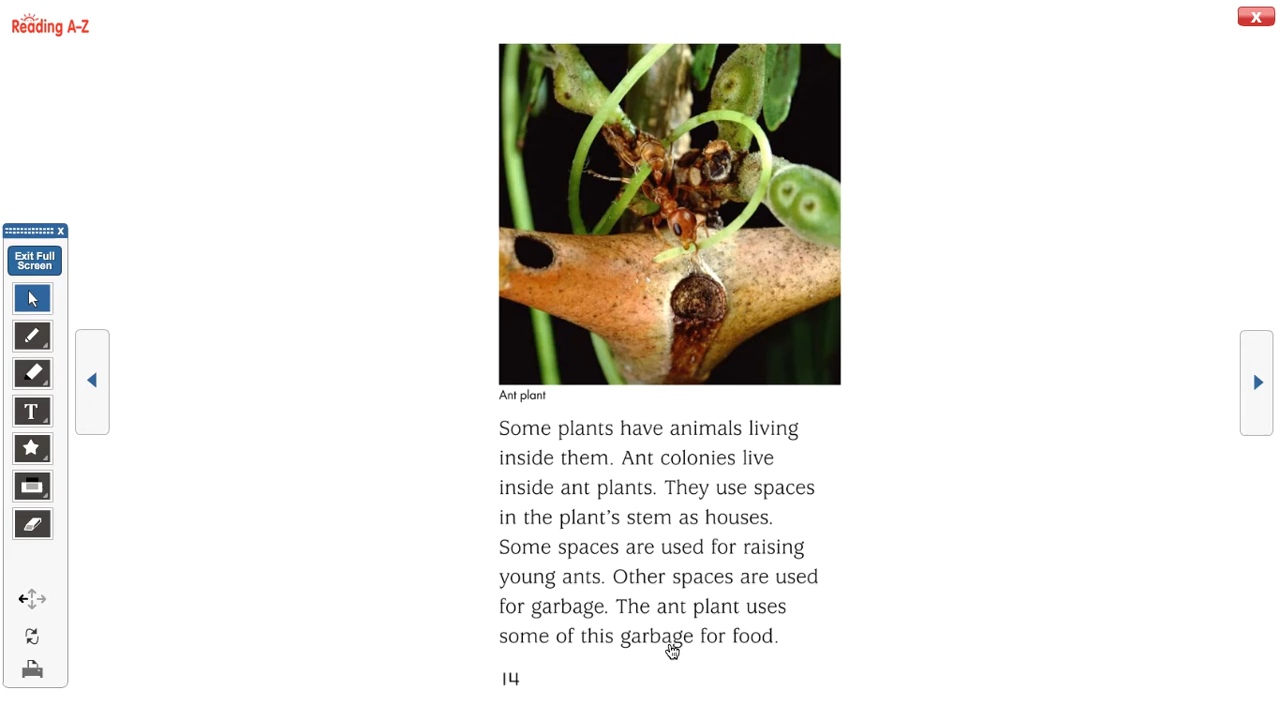 Reading A-Z
X
x
Exit Full
Screen
T
Ant plant
Some plants have animals living
inside them. Ant colonies live
inside ant plants. They use spaces
in the plant's stem as houses.
Some spaces are used for raising
young ants. Other spaces are used
for garbage. The ant plant uses
some of this garbage for food.
14